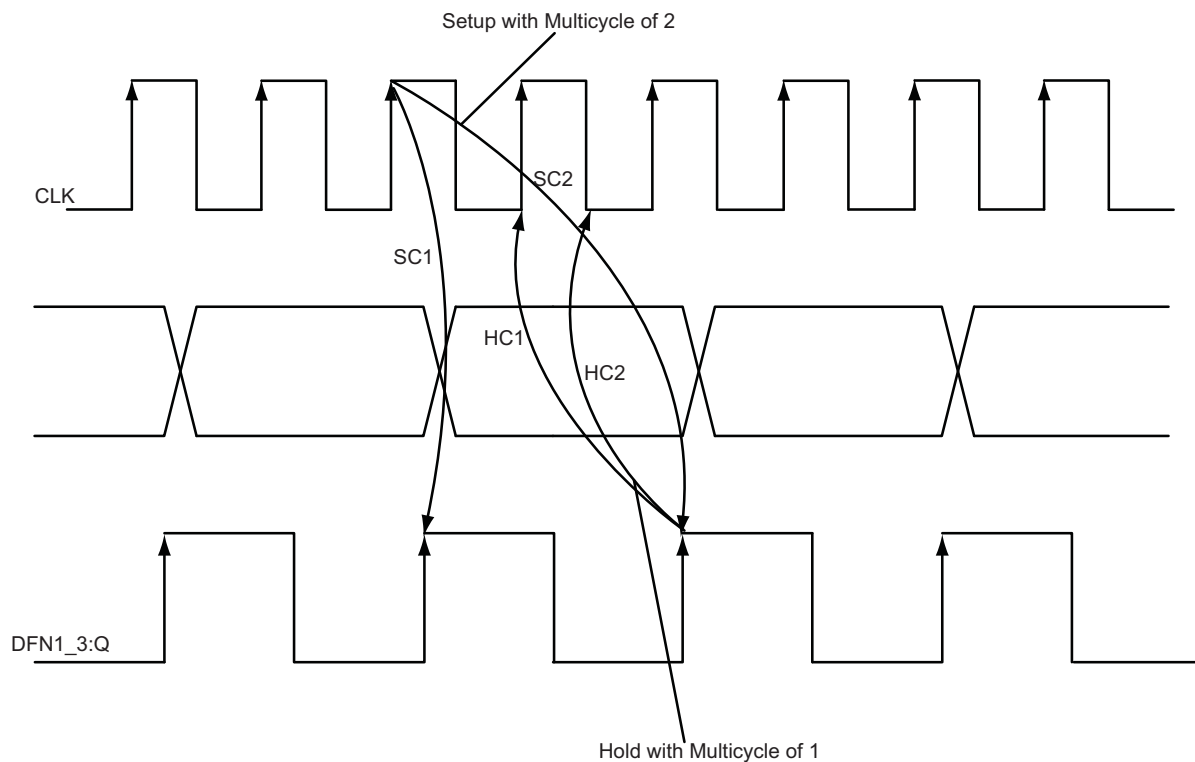 Setup with Multicycle of 2
SC2
CLK
SC1
HC1
HC2
DFN1_3:Q
Hold with Multicycle of 1